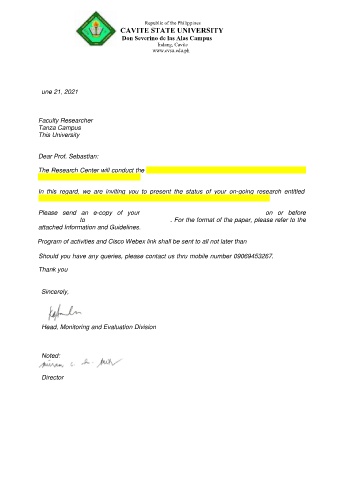 Republic of the Philippines
CAVITE STATE UNIVERSITY
Don Severino de las Alas Campus
Indang, Cavite
www.cvsu.edu.ph
une 21, 2021
Faculty Researcher
Tanza Campus
This University
Dear Prof. Sebastian:
The Research Center will conduct the
In this regard, we are inviting you to present the status of your on-going research entitled
Please send an e-copy of your on or before
to . For the format of the paper, please refer to the
attached Information and Guidelines.
Program of activities and Cisco Webex link shall be sent to all not later than
Should you have any queries, please contact us thru mobile number 09069453267.
Thank you
Sincerely,
Head, Monitoring and Evaluation Division
Noted:
Director